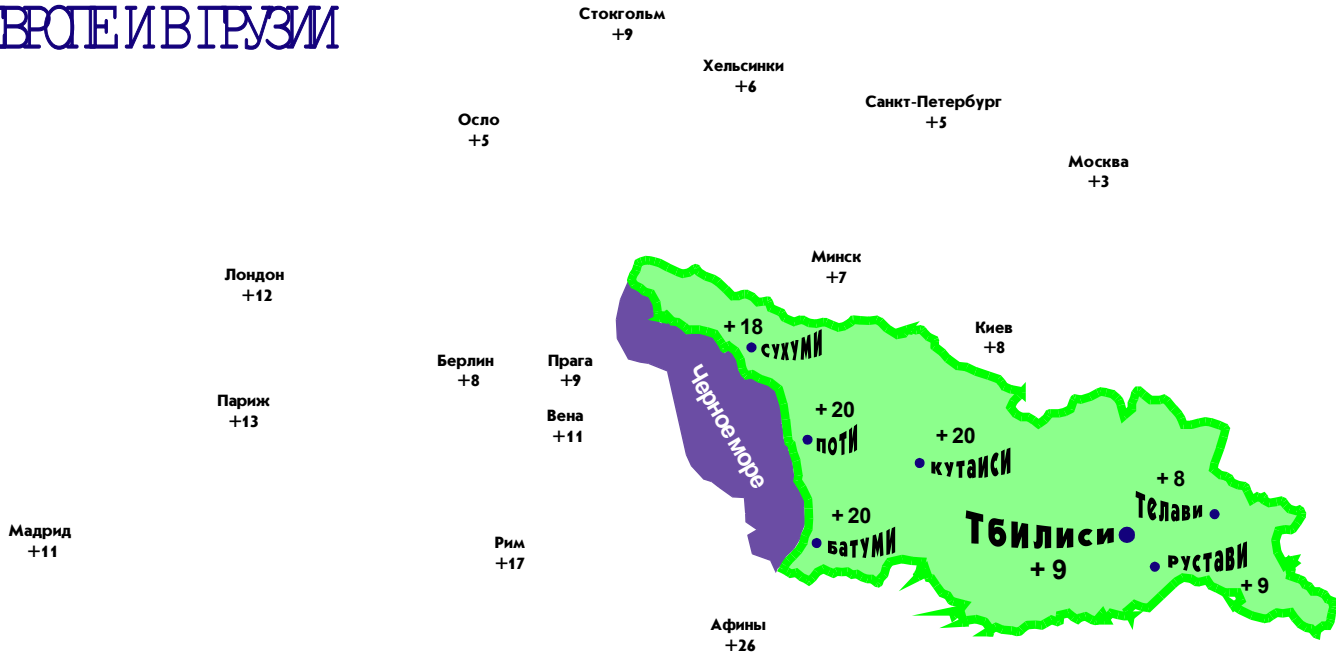 ВРОПЕ И В ГРУЗИИ
Стокгольм
+9
Хельсинки
+6
Санкт-Петербург
+5
Осло
+5
Москва
+3
Минск
+7
Лондон
+12
Киев
+8
Берлин
+8
Прага
+9
Париж
+13
Вена
+11
Мадрид
+11
Рим
+17
Афины
+26
+18
СУХУМИ
Черное море
+20
ПОТИ
+20
КУТАИСИ
+20
БАТУМИ
+8
Телави
Тбилиси
+9
РУСТАВИ
+9